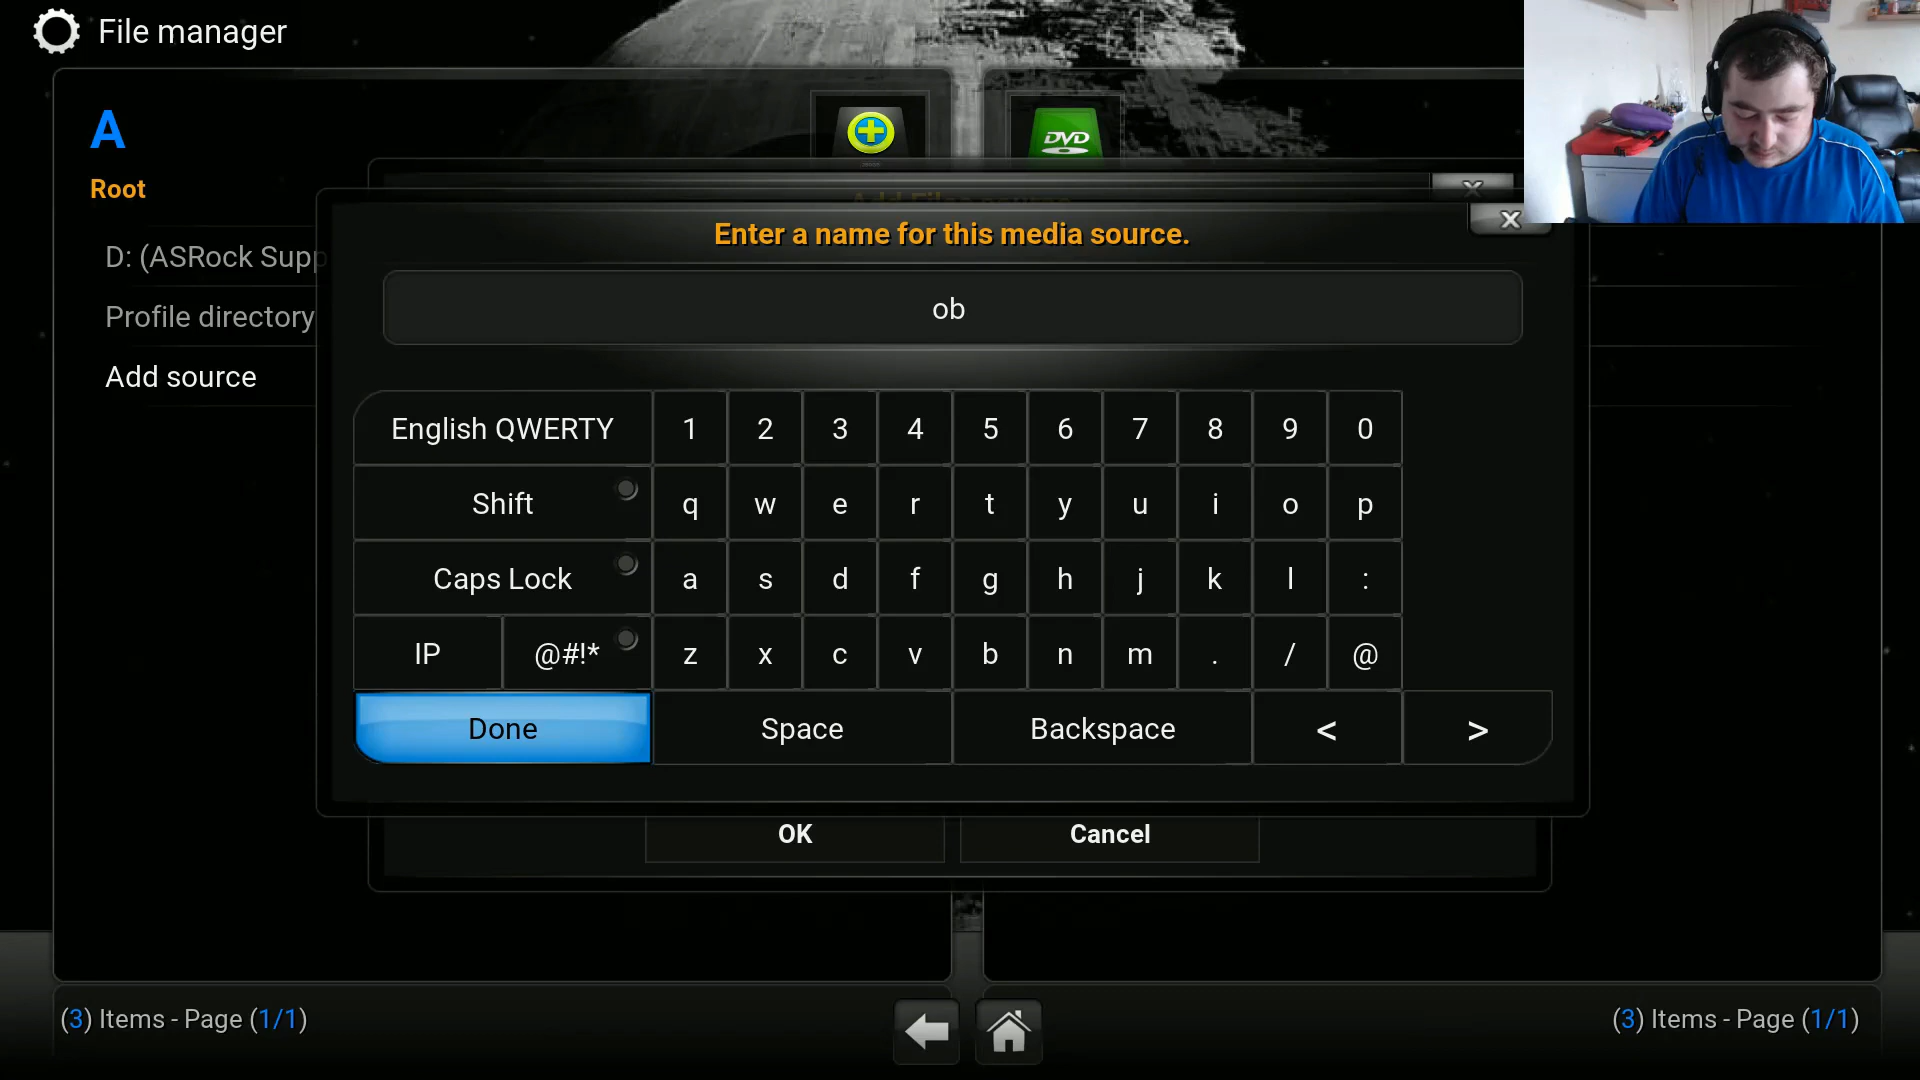 File manager
A
DVD
Root
Enter a name for this media source.
D: (ASRock Supp
ob
Profile directory
Add source
English QWERTY 1 2 3 4 5 6 7 8 9 0
Shift q w e r t y u i o p
Caps Lock a s d f g h j k l :
IP @#!* z x c v b n m . / @
Done Space Backspace < >
OK Cancel
(3) Items - Page (1/1)
(3) Items - Page (1/1)